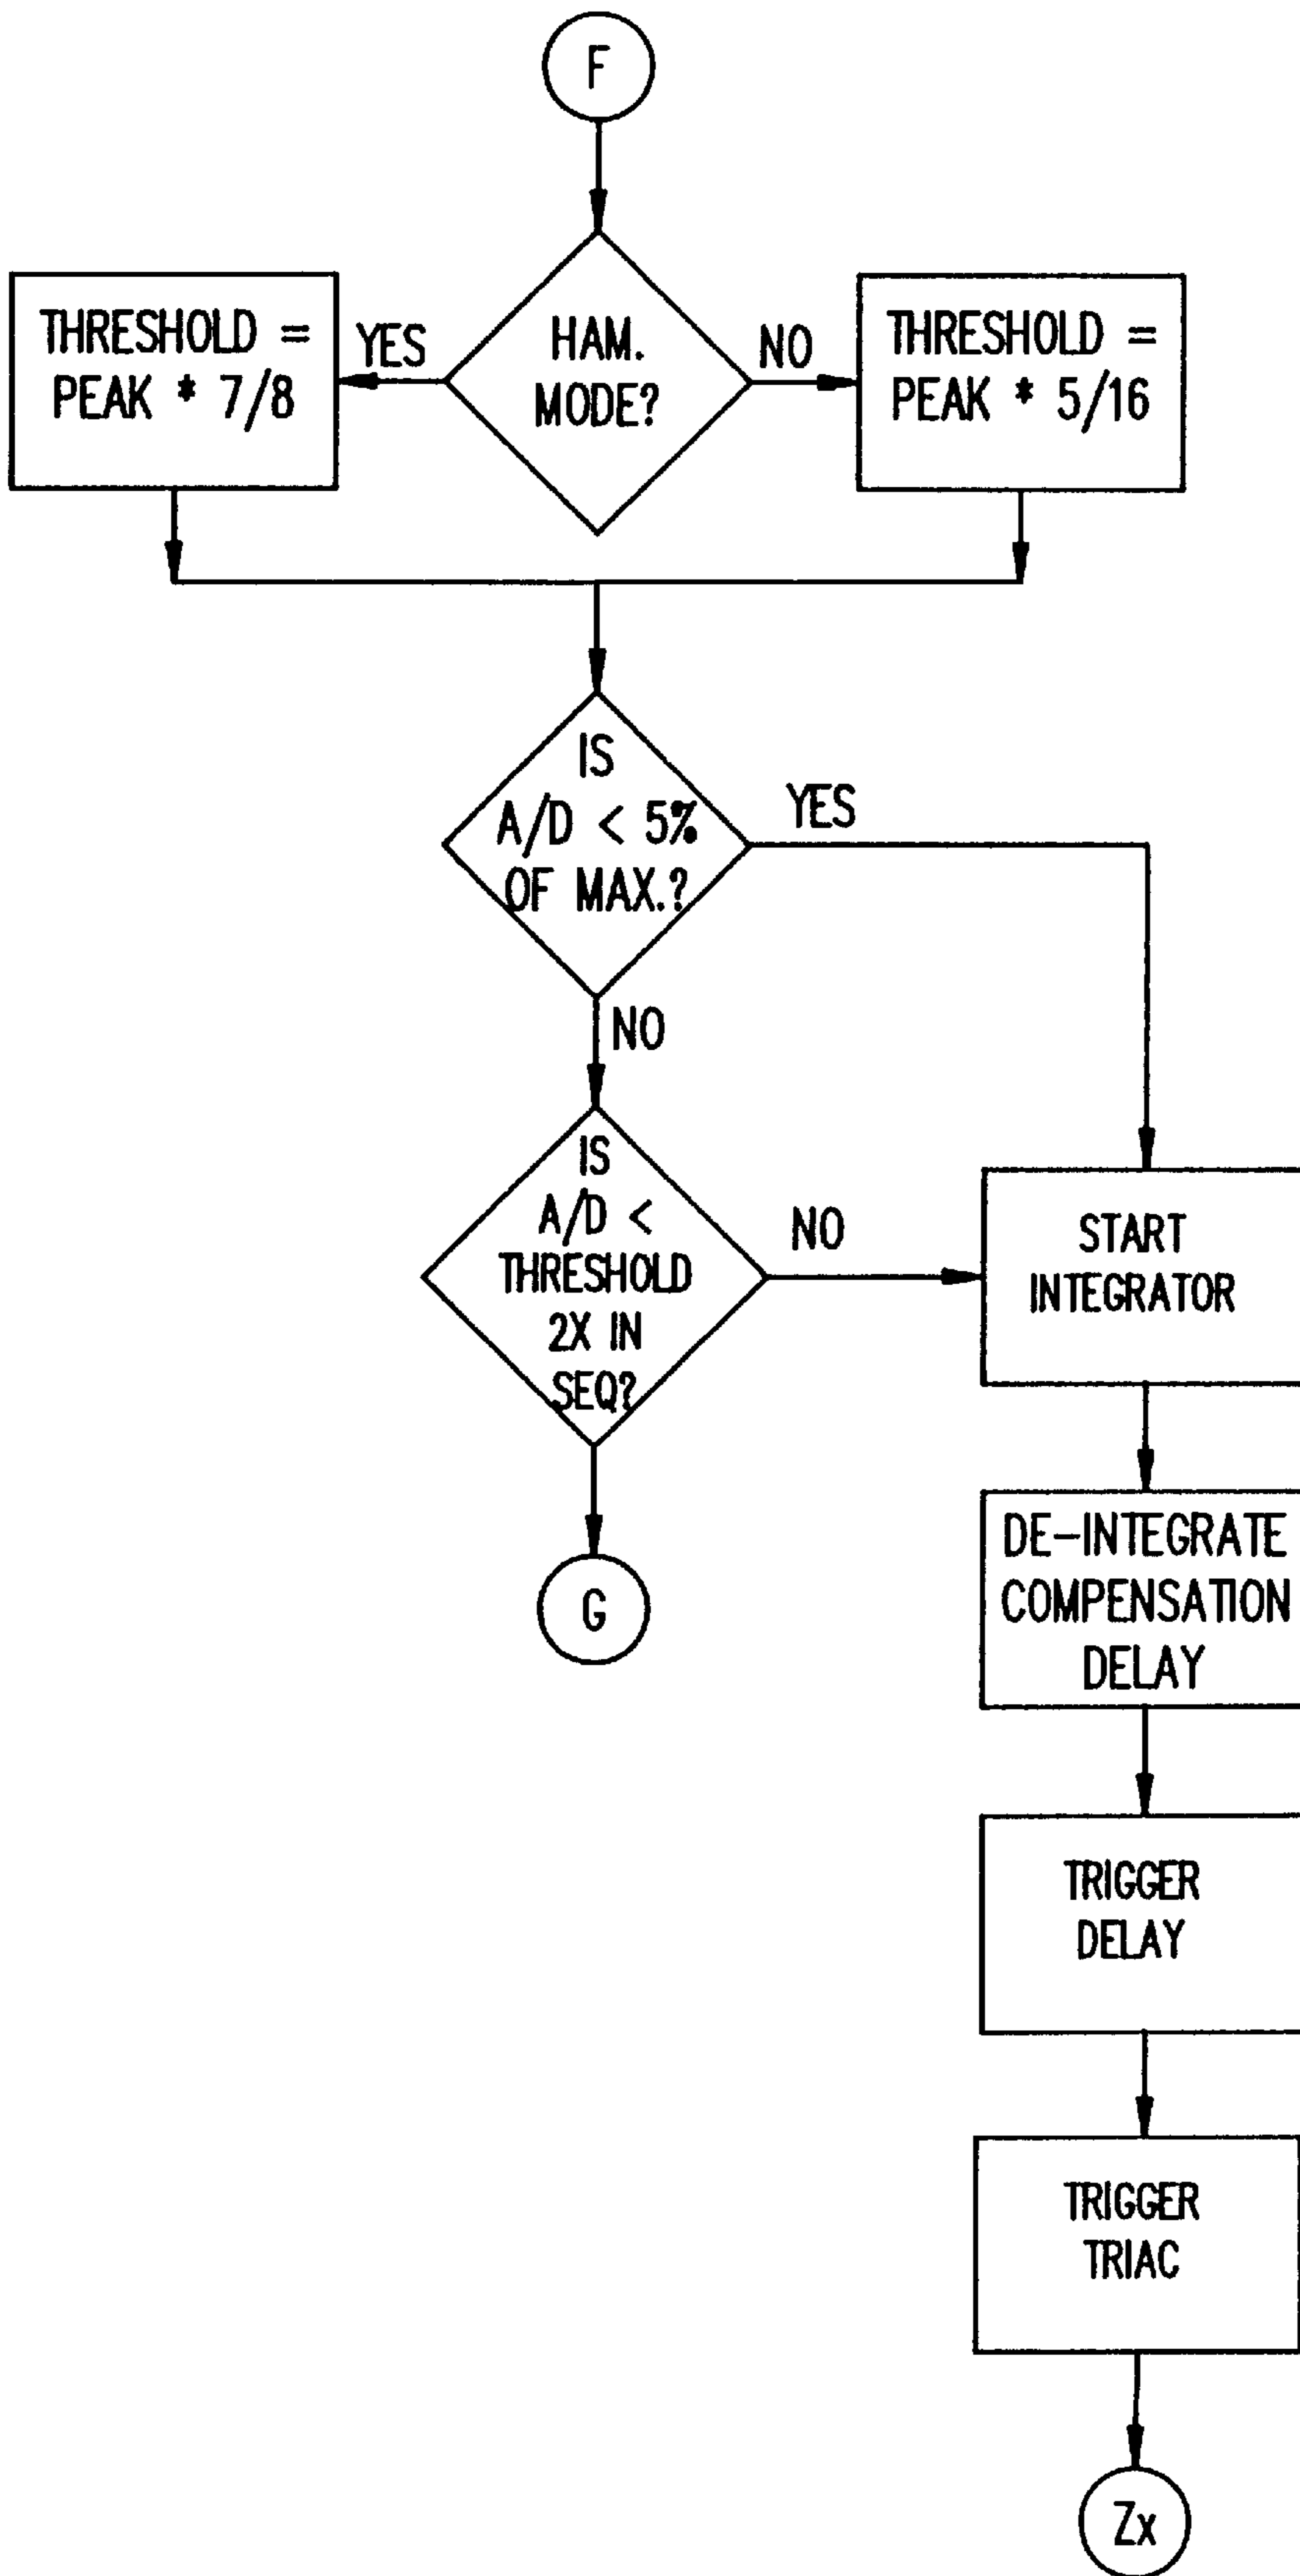 F
THRESHOLD =
PEAK * 7/8
YES
HAM.
MODE?
NO
THRESHOLD =
PEAK * 5/16
IS
A/D < 5%
OF MAX.?
YES
NO
IS
A/D <
THRESHOLD
2X IN
SEQ?
NO
START
INTEGRATOR
G
DE-INTEGRATE
COMPENSATION
DELAY
TRIGGER
DELAY
TRIGGER
TRIAC
Zx